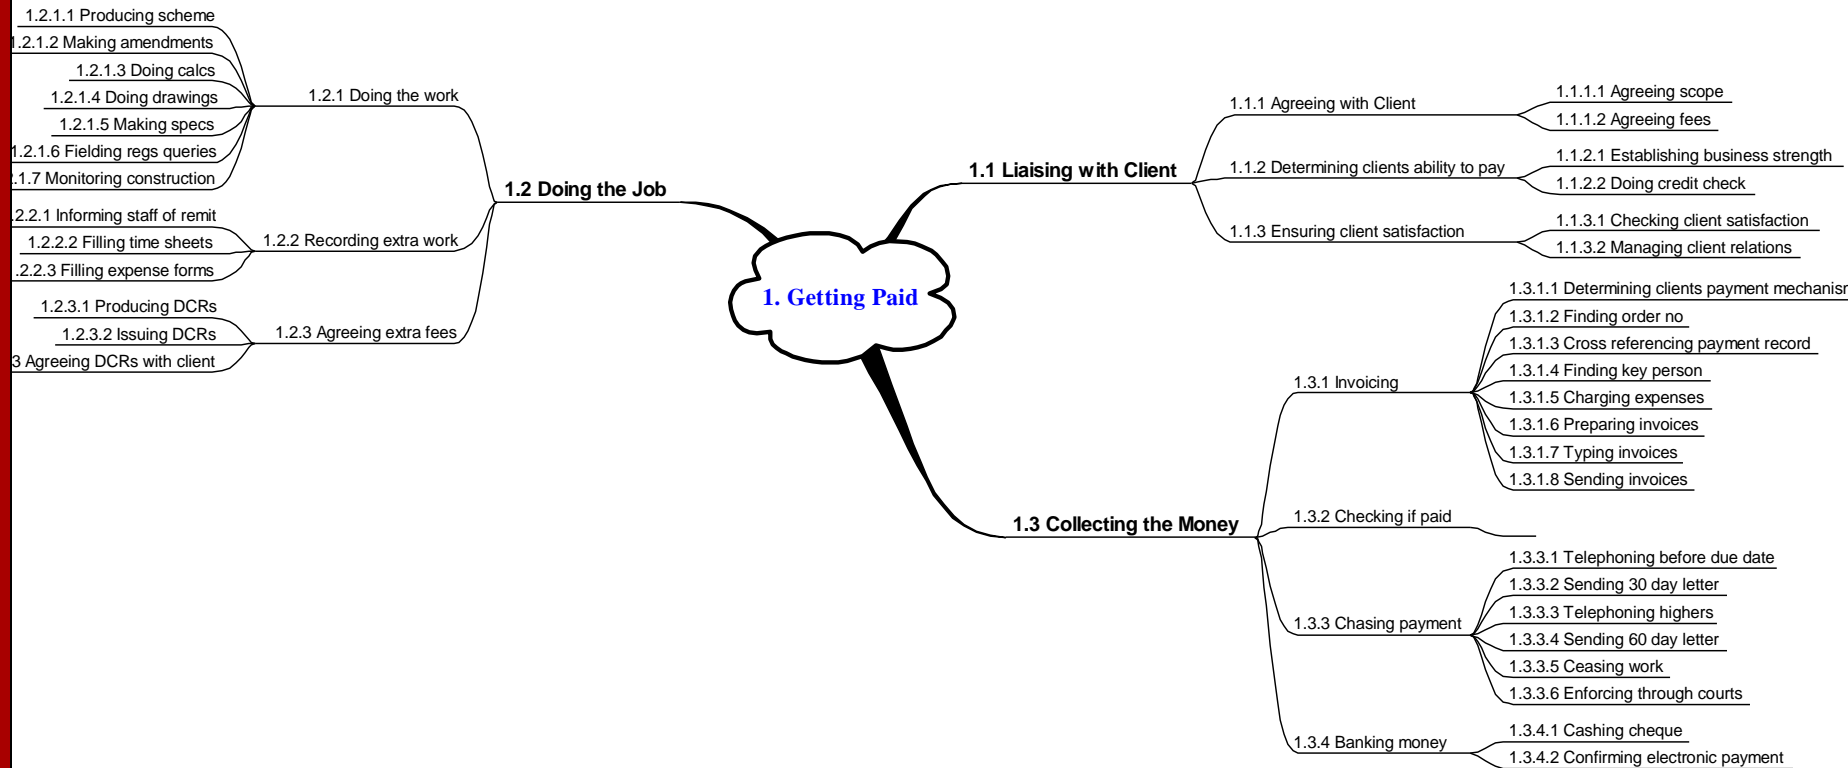 1. Getting Paid
1.1 Liaising with Client
1.1.1 Agreeing with Client
1.1.1.1 Agreeing scope
1.1.1.2 Agreeing fees
1.1.2 Determining clients ability to pay
1.1.2.1 Establishing business strength
1.1.2.2 Doing credit check
1.1.3 Ensuring client satisfaction
1.1.3.1 Checking client satisfaction
1.1.3.2 Managing client relations
1.2 Doing the Job
1.2.1 Doing the work
1.2.1.1 Producing scheme
.2.1.2 Making amendments
1.2.1.3 Doing calcs
1.2.1.4 Doing drawings
1.2.1.5 Making specs
1.2.1.6 Fielding regs queries
.1.7 Monitoring construction
1.2.2 Recording extra work
.2.2.1 Informing staff of remit
1.2.2.2 Filling time sheets
.2.2.3 Filling expense forms
1.2.3 Agreeing extra fees
1.2.3.1 Producing DCRs
1.2.3.2 Issuing DCRs
3 Agreeing DCRs with client
1.3 Collecting the Money
1.3.1 Invoicing
1.3.1.1 Determining clients payment mechanism
1.3.1.2 Finding order no
1.3.1.3 Cross referencing payment record
1.3.1.4 Finding key person
1.3.1.5 Charging expenses
1.3.1.6 Preparing invoices
1.3.1.7 Typing invoices
1.3.1.8 Sending invoices
1.3.2 Checking if paid
1.3.3 Chasing payment
1.3.3.1 Telephoning before due date
1.3.3.2 Sending 30 day letter
1.3.3.3 Telephoning highers
1.3.3.4 Sending 60 day letter
1.3.3.5 Ceasing work
1.3.3.6 Enforcing through courts
1.3.4 Banking money
1.3.4.1 Cashing cheque
1.3.4.2 Confirming electronic payment